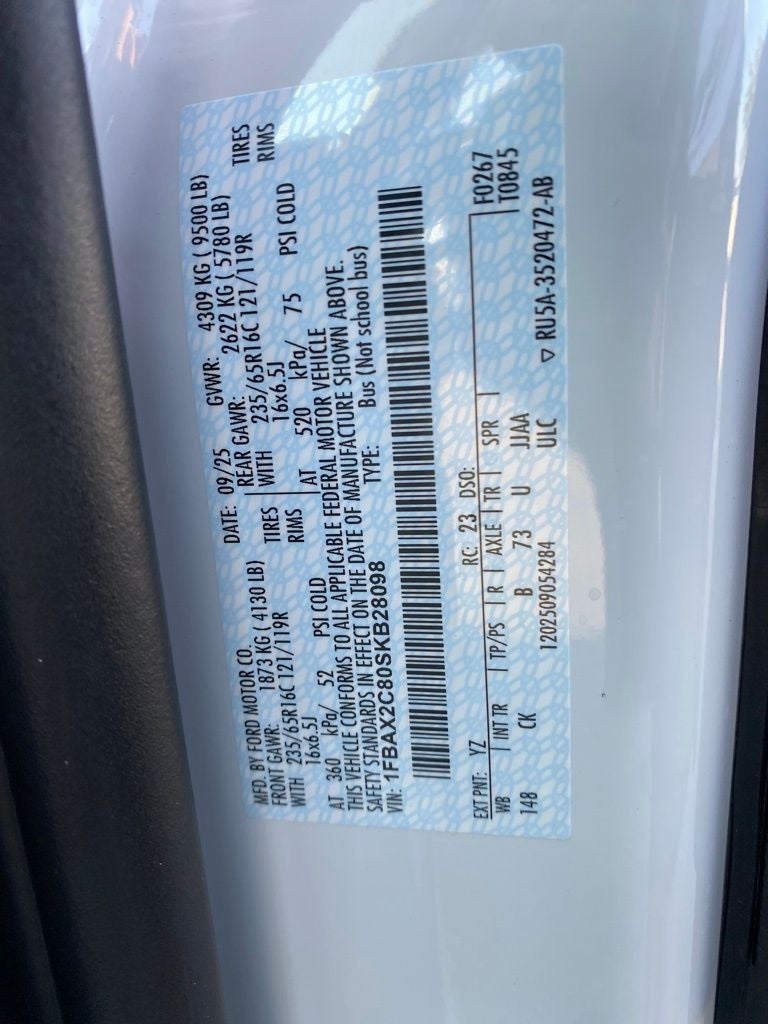 MFD. BY FORD MOTOR CO. DATE: 09/25 GVWR: 4309 KG ( 9500 LB)
FRONT GAWR: 1873 KG ( 4130 LB) REAR GAWR: 2622 KG ( 5780 LB)
WITH 235/65R16C 121/119R TIRES WITH 235/65R16C 121/119R TIRES
16x6.5J RIMS 16x6.5J RIMS
AT 360 kPa/ 52 PSI COLD AT 520 kPa/ 75 PSI COLD
THIS VEHICLE CONFORMS TO ALL APPLICABLE FEDERAL MOTOR VEHICLE
SAFETY STANDARDS IN EFFECT ON THE DATE OF MANUFACTURE SHOWN ABOVE.
VIN: 1FBAX2C80SKB28098 TYPE: Bus (Not school bus)
EXT PNT: YZ RC: 23 DSO: F0267
WB INT TR TP/PS R AXLE TR SPR T0845
148 CK B 73 U JJAA
1202509054284 ULC ▽ RU5A-3520472-AB